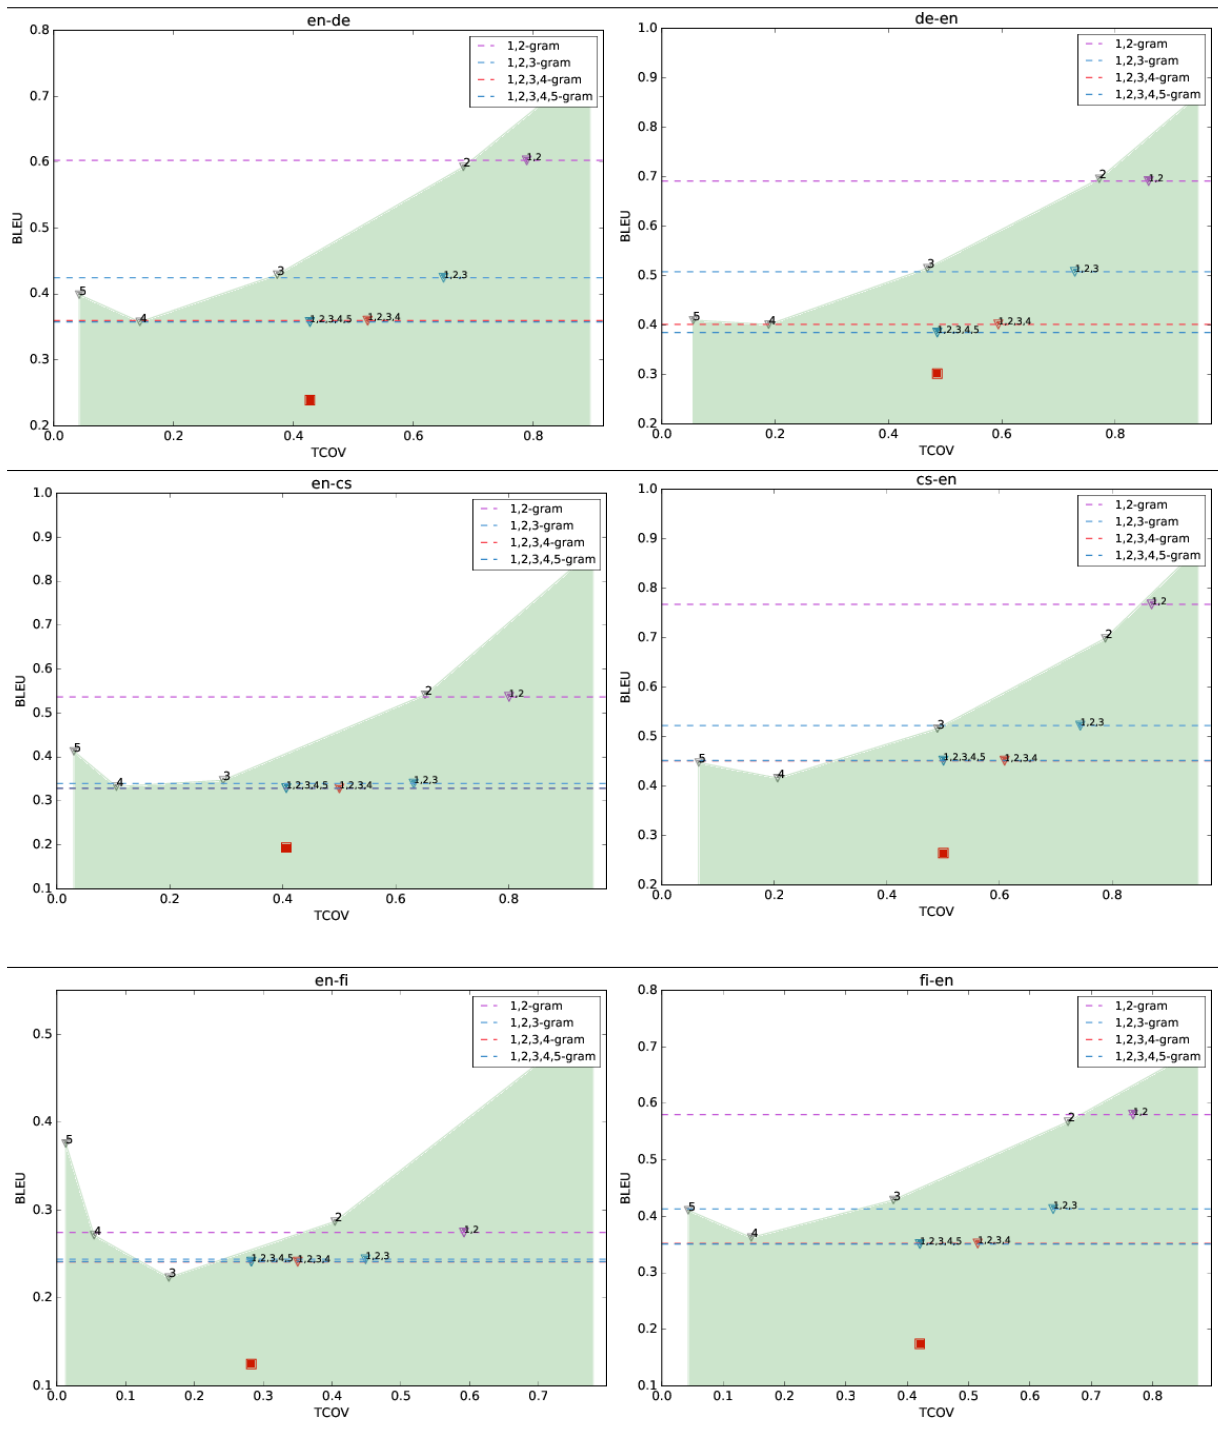 en-de
0.8
0.7
0.6
0.5
0.4
0.3
0.2
BLEU
0.0 0.2 0.4 0.6 0.8
TCOV
1,2-gram
1,2,3-gram
1,2,3,4-gram
1,2,3,4,5-gram
5
4
3
2
1,2
1,2,3
1,2,3,4,5
1,2,3,4
de-en
1.0
0.9
0.8
0.7
0.6
0.5
0.4
0.3
0.2
BLEU
0.0 0.2 0.4 0.6 0.8
TCOV
1,2-gram
1,2,3-gram
1,2,3,4-gram
1,2,3,4,5-gram
5
4
3
2
1,2
1,2,3
1,2,3,4
1,2,3,4,5
en-cs
1.0
0.9
0.8
0.7
0.6
0.5
0.4
0.3
0.2
0.1
BLEU
0.0 0.2 0.4 0.6 0.8
TCOV
1,2-gram
1,2,3-gram
1,2,3,4-gram
1,2,3,4,5-gram
5
4
3
2
1,2
1,2,3
1,2,3,4,5
1,2,3,4
cs-en
1.0
0.9
0.8
0.7
0.6
0.5
0.4
0.3
0.2
BLEU
0.0 0.2 0.4 0.6 0.8
TCOV
1,2-gram
1,2,3-gram
1,2,3,4-gram
1,2,3,4,5-gram
5
4
3
2
1,2
1,2,3
1,2,3,4,5
1,2,3,4
en-fi
0.5
0.4
0.3
0.2
0.1
BLEU
0.0 0.1 0.2 0.3 0.4 0.5 0.6 0.7
TCOV
1,2-gram
1,2,3-gram
1,2,3,4-gram
1,2,3,4,5-gram
5
4
3
2
1,2
1,2,3,4,5
1,2,3,4
1,2,3
fi-en
0.8
0.7
0.6
0.5
0.4
0.3
0.2
0.1
BLEU
0.0 0.1 0.2 0.3 0.4 0.5 0.6 0.7 0.8
TCOV
1,2-gram
1,2,3-gram
1,2,3,4-gram
1,2,3,4,5-gram
5
4
3
2
1,2
1,2,3
1,2,3,4,5
1,2,3,4